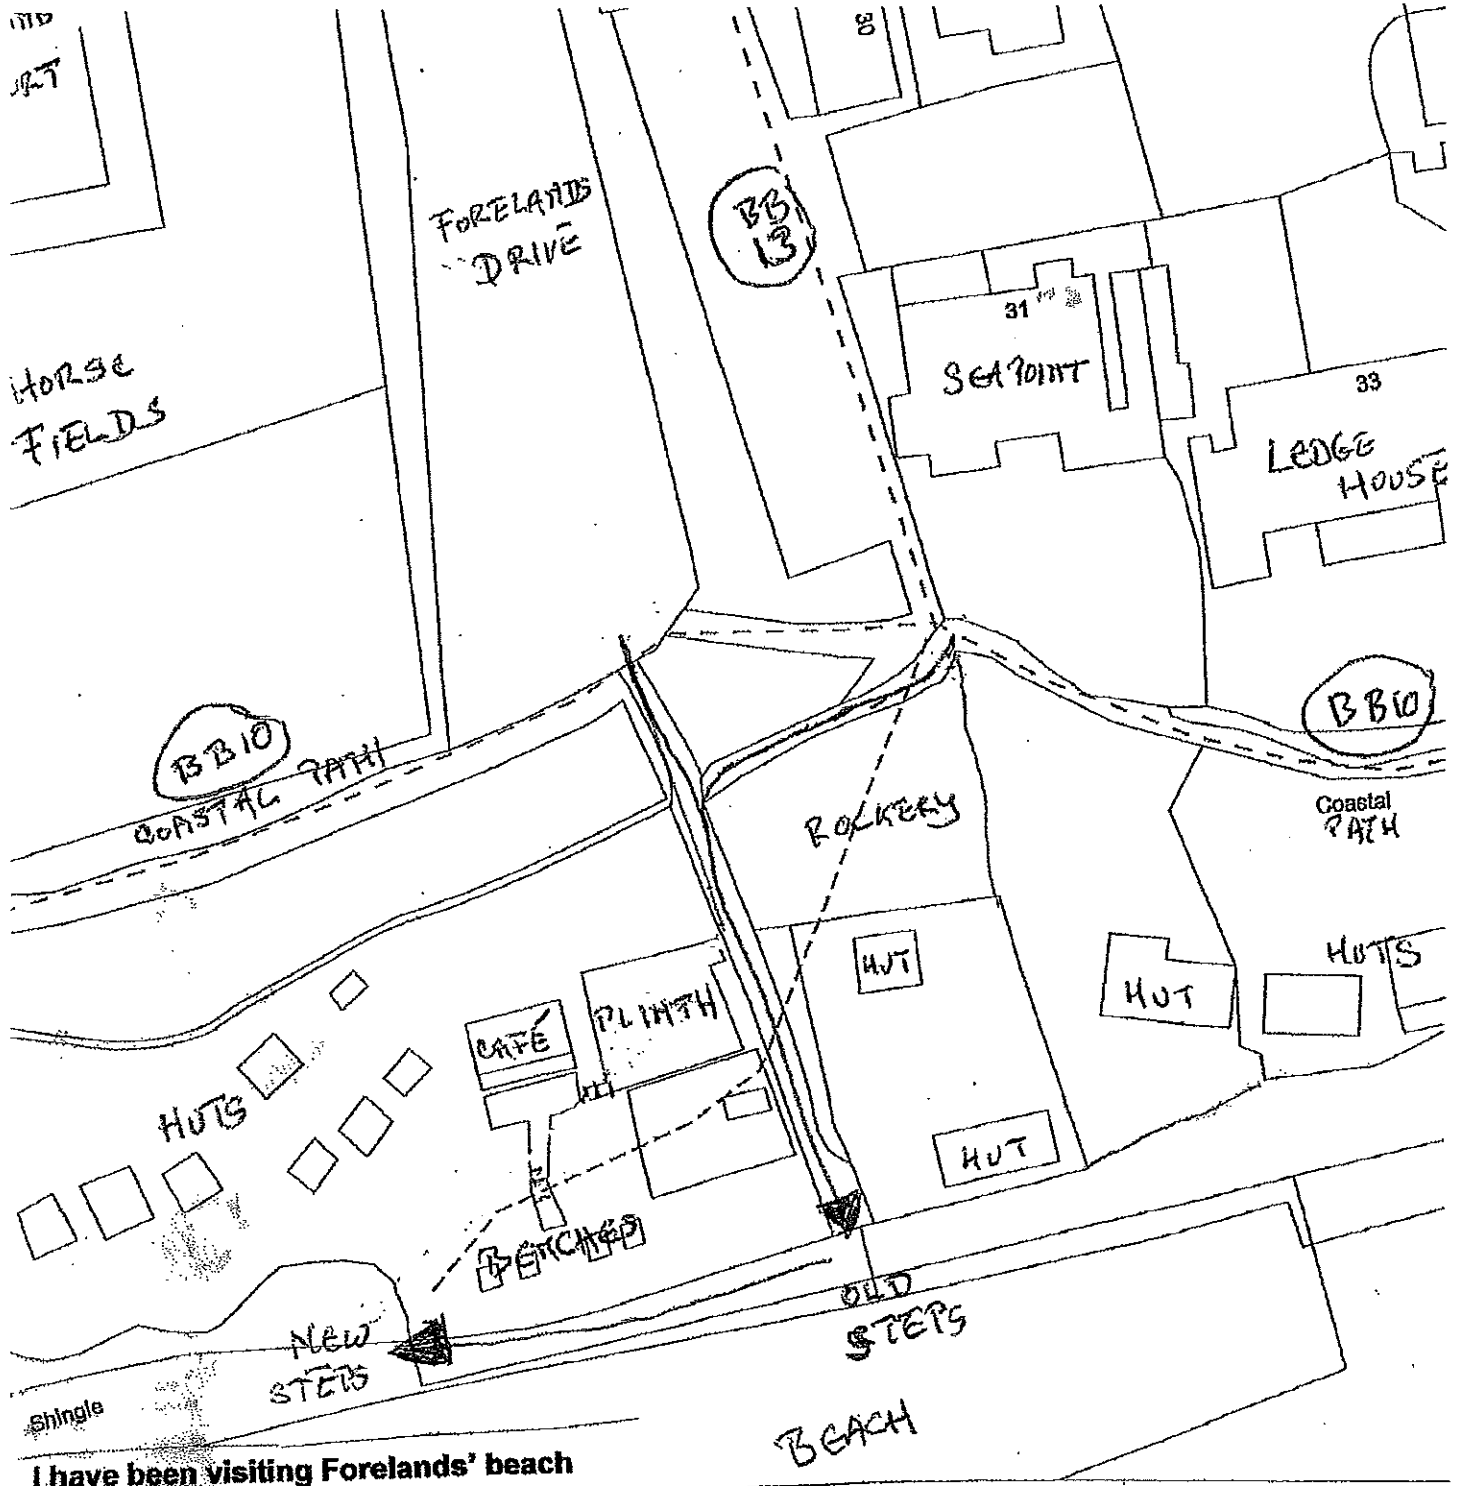 30
FORELANDS
DRIVE
BB
13
31
SEAPOINT
HORSE
FIELDS
33
LEDGE
HOUSE
BB10
COASTAL PATH
BB10
Coastal
PATH
ROCKERY
HUT
HUT
HUTS
CAFÉ
PLINTH
HUTS
HUT
BENCHES
OLD
STEPS
NEW
STEPS
Shingle
BEACH
I have been visiting Forelands' beach